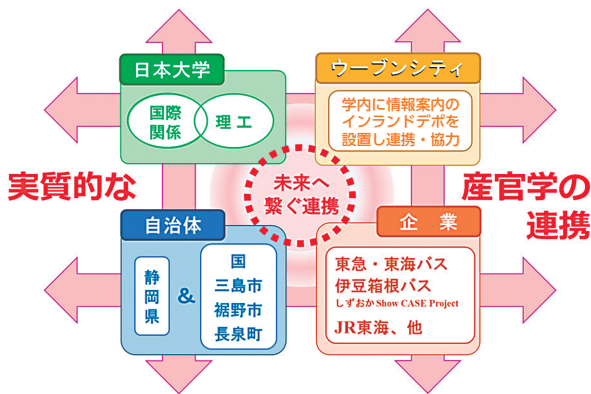 日本大学
国際
関係
理工
ウーブンシティ
学内に情報案内の
インランドデポを
設置し連携・協力
実質的な
未来へ
繋ぐ連携
産官学の
連携
自治体
静
岡
県
&
国
三島市
裾野市
長泉町
企業
東急・東海バス
伊豆箱根バス
しずおかShow CASE Project
JR東海、他